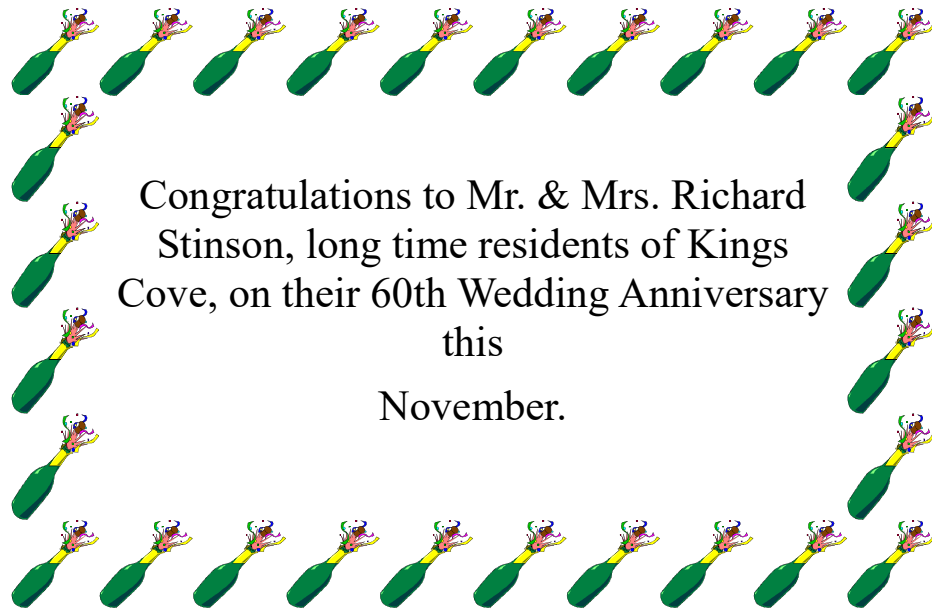 Congratulations to Mr. & Mrs. Richard
Stinson, long time residents of Kings
Cove, on their 60th Wedding Anniversary
this
November.